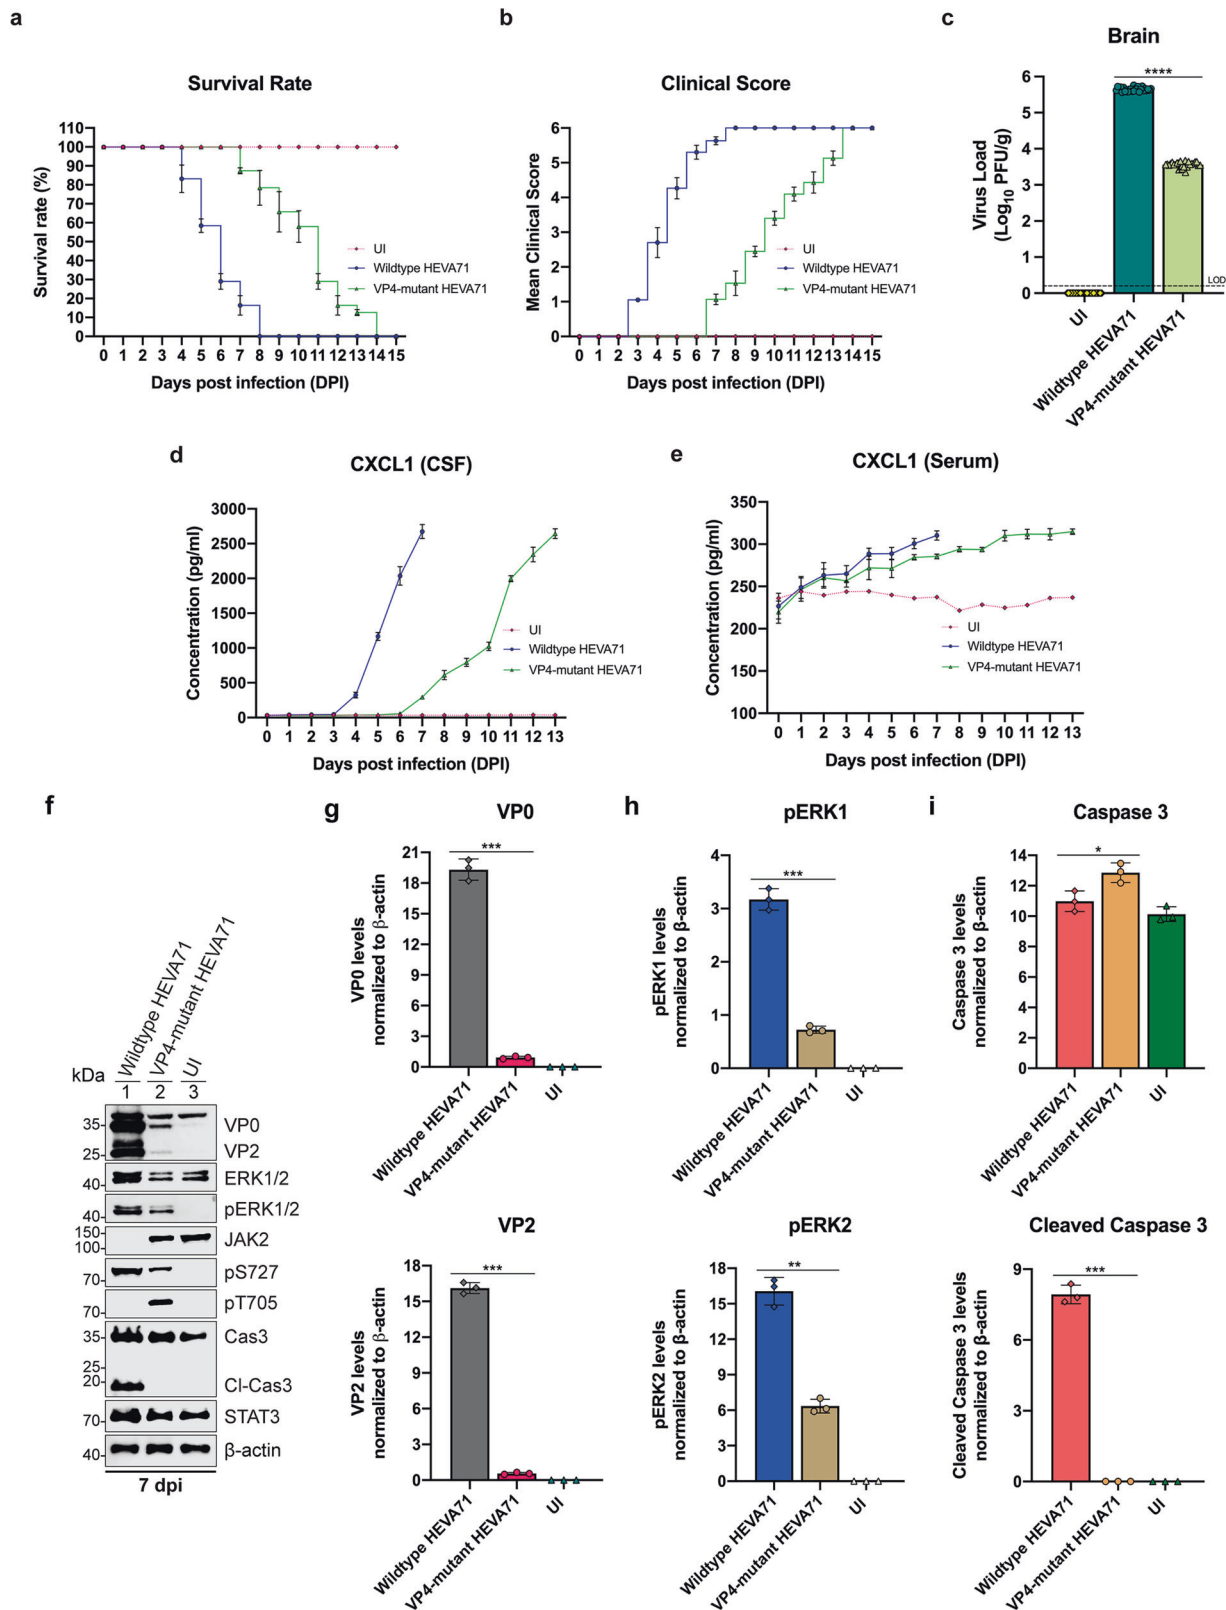 a
Survival Rate
Survival rate (%)
110
100
90
80
70
60
50
40
30
20
10
0
0 1 2 3 4 5 6 7 8 9 10 11 12 13 14 15
Days post infection (DPI)
UI
Wildtype HEVA71
VP4-mutant HEVA71
b
Clinical Score
Mean Clinical Score
6
5
4
3
2
1
0
0 1 2 3 4 5 6 7 8 9 10 11 12 13 14 15
Days post infection (DPI)
UI
Wildtype HEVA71
VP4-mutant HEVA71
c
Brain
Virus Load
(Log10 PFU/g)
6
5
4
3
2
1
0
****
LOD
UI
Wildtype HEVA71
VP4-mutant HEVA71
d
CXCL1 (CSF)
Concentration (pg/ml)
3000
2500
2000
1500
1000
500
0
0 1 2 3 4 5 6 7 8 9 10 11 12 13
Days post infection (DPI)
UI
Wildtype HEVA71
VP4-mutant HEVA71
e
CXCL1 (Serum)
Concentration (pg/ml)
350
300
250
200
150
100
0 1 2 3 4 5 6 7 8 9 10 11 12 13
Days post infection (DPI)
UI
Wildtype HEVA71
VP4-mutant HEVA71
f
Wildtype HEVA71
VP4-mutant HEVA71
UI
kDa
1 2 3
35
VP0
25
VP2
40
ERK1/2
40
pERK1/2
150
100
JAK2
70
pS727
70
pT705
35
Cas3
25
20
Cl-Cas3
70
STAT3
40
β-actin
7 dpi
g
VP0
VP0 levels
normalized to β-actin
21
18
15
12
9
6
3
0
***
Wildtype HEVA71
VP4-mutant HEVA71
UI
VP2
VP2 levels
normalized to β-actin
18
15
12
9
6
3
0
***
Wildtype HEVA71
VP4-mutant HEVA71
UI
h
pERK1
pERK1 levels
normalized to β-actin
4
3
2
1
0
***
Wildtype HEVA71
VP4-mutant HEVA71
UI
pERK2
pERK2 levels
normalized to β-actin
18
15
12
9
6
3
0
**
Wildtype HEVA71
VP4-mutant HEVA71
UI
i
Caspase 3
Caspase 3 levels
normalized to β-actin
14
12
10
8
6
4
2
0
*
Wildtype HEVA71
VP4-mutant HEVA71
UI
Cleaved Caspase 3
Cleaved Caspase 3 levels
normalized to β-actin
9
6
3
0
***
Wildtype HEVA71
VP4-mutant HEVA71
UI